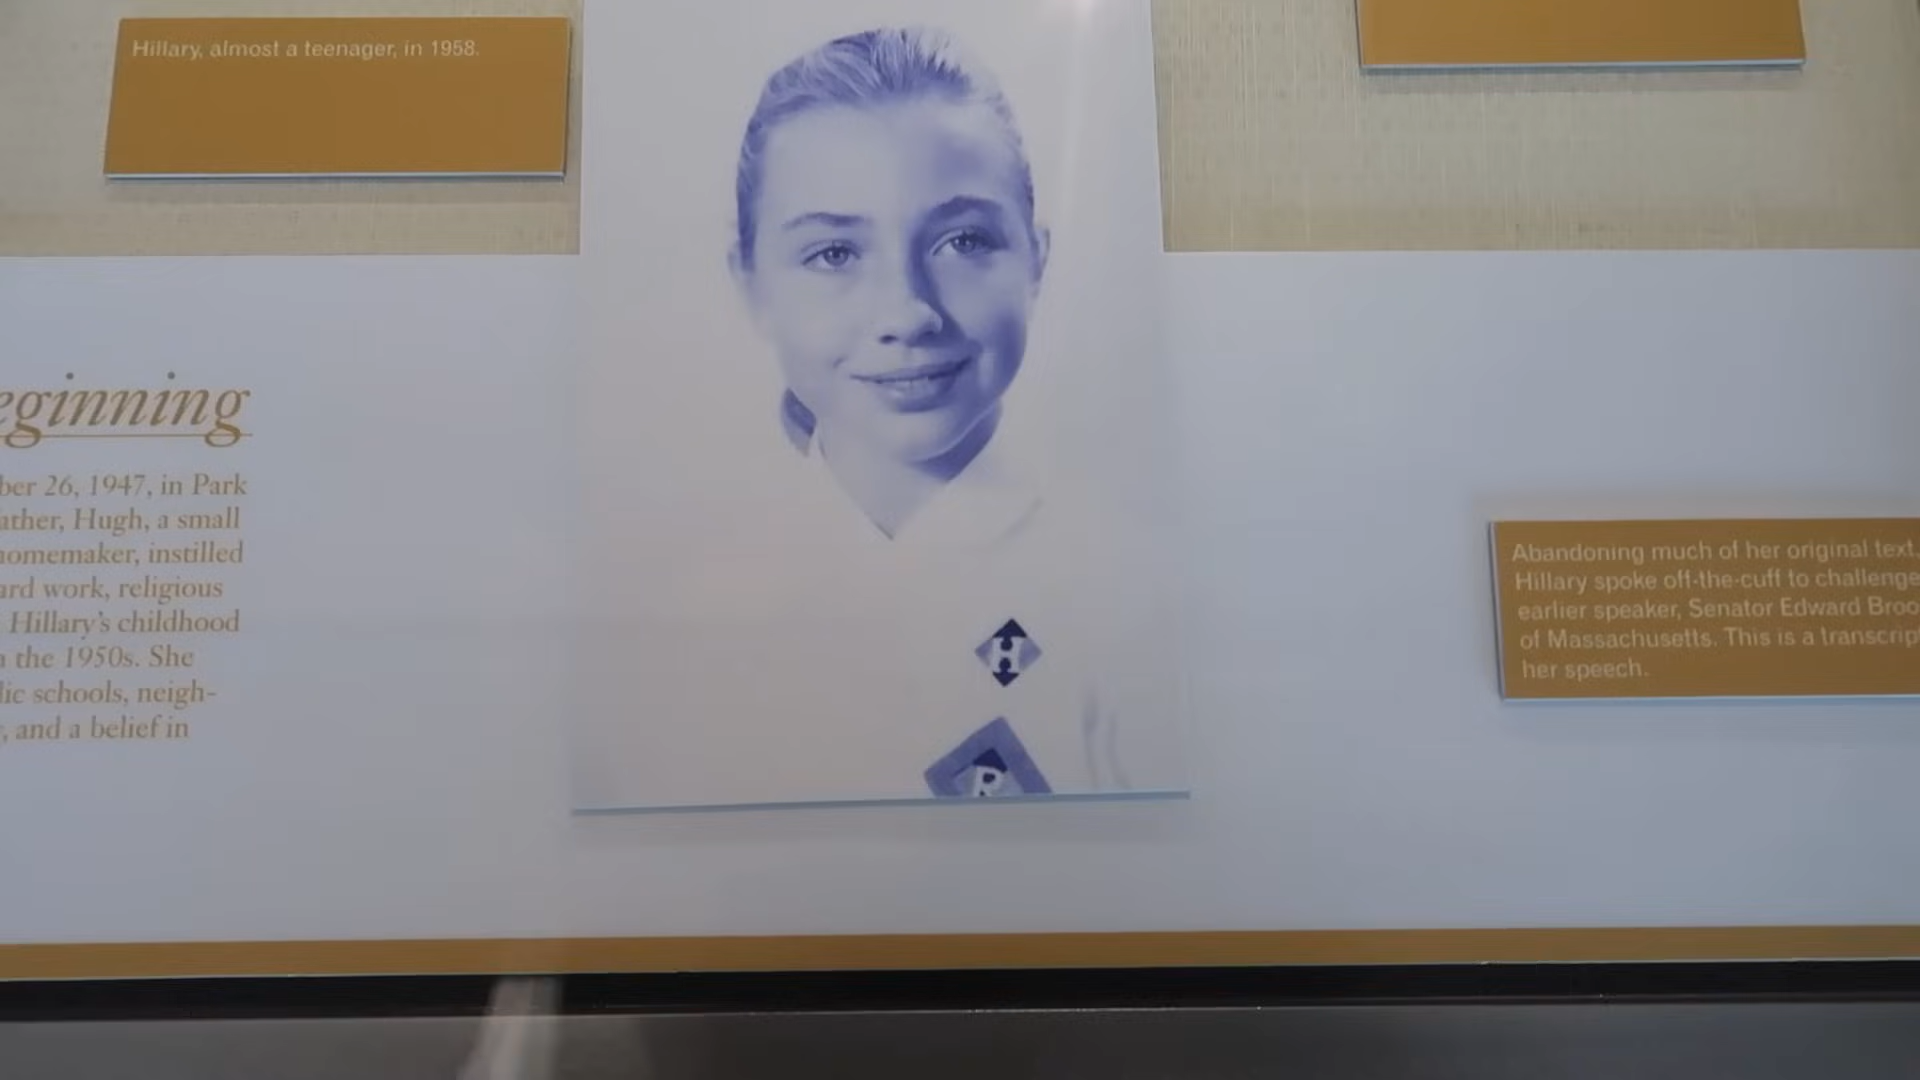 Hillary, almost a teenager, in 1958.
eginning
ber 26, 1947, in Park
ather, Hugh, a small
homemaker, instilled
ard work, religious
Hillary's childhood
the 1950s. She
lic schools, neigh-
, and a belief in
H
R
Abandoning much of her original text,
Hillary spoke off-the-cuff to challenge
earlier speaker, Senator Edward Broo
of Massachusetts. This is a transcrip
her speech.